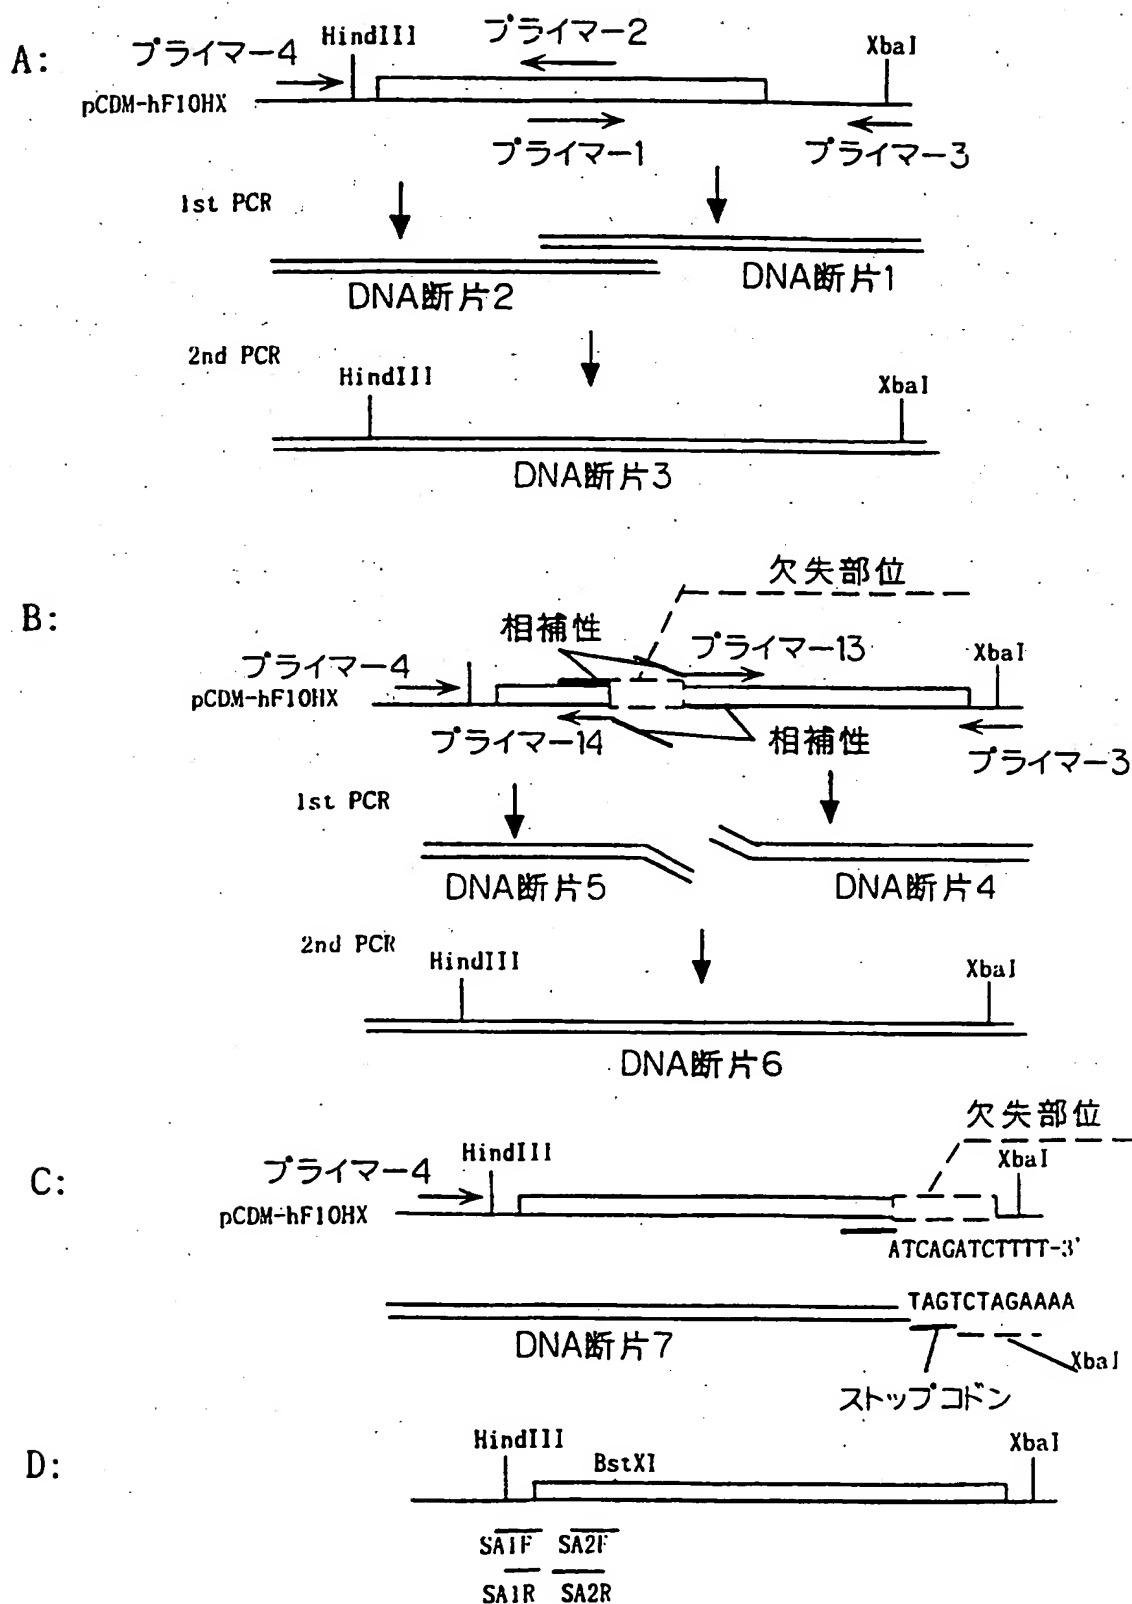 A:
プライマー4
HindIII
プライマー2
XbaI
pCDM-hF10HX
プライマー1
プライマー3
1st PCR
DNA断片2
DNA断片1
2nd PCR
HindIII
XbaI
DNA断片3
B:
欠失部位
相補性
プライマー4
プライマー13
XbaI
pCDM-hF10HX
プライマー14
相補性
プライマー3
1st PCR
DNA断片5
DNA断片4
2nd PCR
HindIII
XbaI
DNA断片6
C:
欠失部位
プライマー4
HindIII
XbaI
pCDM-hF10HX
ATCAGATCTTTT-3'
TAGTCTAGAAAA
DNA断片7
XbaI
ストップコドン
D:
HindIII
BstXI
XbaI
SA1F SA2F
SA1R SA2R